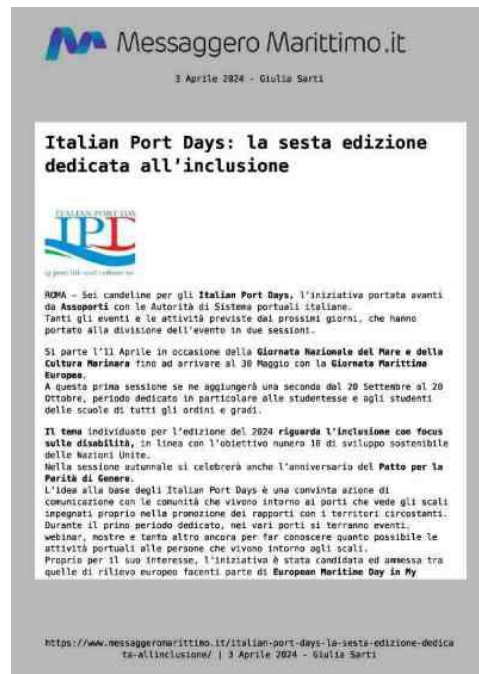 Messaggero Marittimo.it
3 Aprile 2024 - Giulia Sarti
Italian Port Days: la sesta edizione
dedicata all'inclusione
ITALIAN PORT DAY
IPD
ROMA – Sei candeline per gli Italian Port Days, l'iniziativa portata avanti
da Assoporti con le Autorità di Sistema portuali italiane.
Tanti gli eventi e le attività previste dai prossimi giorni, che hanno
portato alla divisione dell'evento in due sessioni.
Si parte l'11 Aprile in occasione della Giornata Nazionale del Mare e della
Cultura Marinara fino ad arrivare al 30 Maggio con la Giornata Marittima
Europea.
A questa prima sessione se ne aggiungerà una seconda dal 20 Settembre al 20
Ottobre, periodo dedicato in particolare alle studentesse e agli studenti
delle scuole di tutti gli ordini e gradi.
Il tema individuato per l'edizione del 2024 riguarda l'inclusione con focus
sulle disabilità, in linea con l'obiettivo numero 10 di sviluppo sostenibile
delle Nazioni Unite.
Nella sessione autunnale si celebrerà anche l'anniversario del Patto per la
Parità di Genere.
L'idea alla base degli Italian Port Days è una convinta azione di
comunicazione con le comunità che vivono intorno ai porti che vede gli scali
impegnati proprio nella promozione dei rapporti con i territori circostanti.
Durante il primo periodo dedicato, nei vari porti si terranno eventi,
webinar, mostre e tanto altro ancora per far conoscere quanto possibile le
attività portuali alle persone che vivono intorno agli scali.
Proprio per il suo interesse, l'iniziativa è stata candidata ed ammessa tra
quelle di rilievo europeo facenti parte di European Maritime Day in My
https://www.messaggeromarittimo.it/italian-port-days-la-sesta-edizione-dedica
ta-allinclusione/ | 3 Aprile 2024 - Giulia Sarti